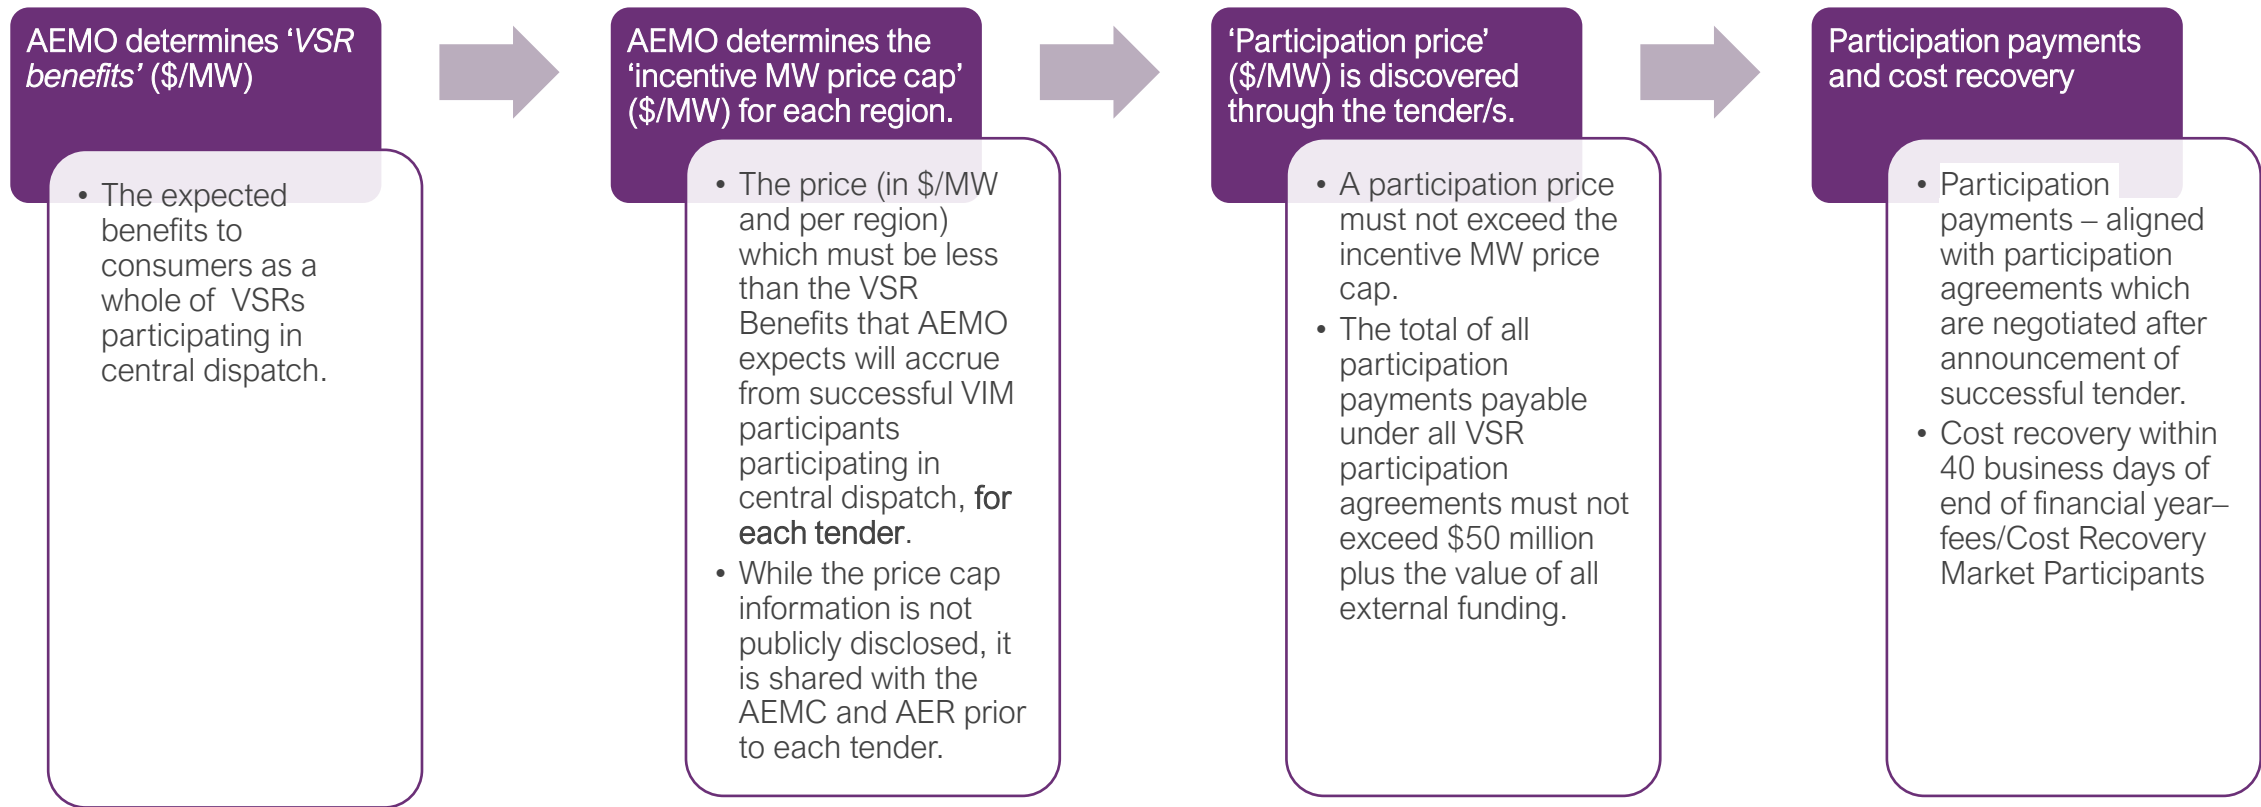 AEMO determines ‘VSR
benefits’ ($/MW)
• The expected
benefits to
consumers as a
whole of VSRs
participating in
central dispatch.
AEMO determines the
‘incentive MW price cap’
($/MW) for each region.
• The price (in $/MW
and per region)
which must be less
than the VSR
Benefits that AEMO
expects will accrue
from successful VIM
participants
participating in
central dispatch, for
each tender.
• While the price cap
information is not
publicly disclosed, it
is shared with the
AEMC and AER prior
to each tender.
‘Participation price’
($/MW) is discovered
through the tender/s.
• A participation price
must not exceed the
incentive MW price
cap.
• The total of all
participation
payments payable
under all VSR
participation
agreements must not
exceed $50 million
plus the value of all
external funding.
Participation payments
and cost recovery
• Participation
payments – aligned
with participation
agreements which
are negotiated after
announcement of
successful tender.
• Cost recovery within
40 business days of
end of financial year–
fees/Cost Recovery
Market Participants